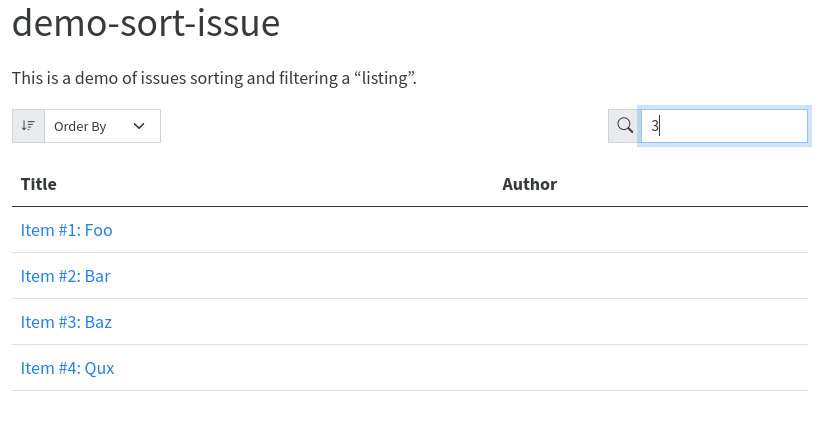 demo-sort-issue
This is a demo of issues sorting and filtering a “listing”.
Order By 3
Title Author
Item #1: Foo
Item #2: Bar
Item #3: Baz
Item #4: Qux